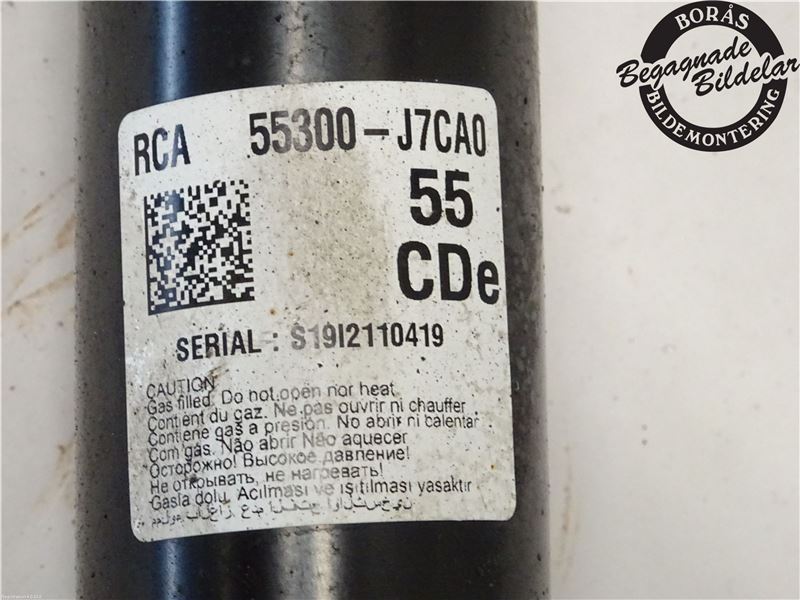 BORÅS
Begagnade
Bildelar
BILDEMONTERING
RCA 55300-J7CA0
55
CDe
SERIAL : S19I2110419
CAUTION
Gas filled. Do not open nor heat
Contient du gaz. Ne pas ouvrir ni chauffer
Contiene gas a presion. No abrir ni calentar
Com gas. Não abrir Não aquecer
Осторожно! Высокое давление!
Не открывать, не нагревать!
Gasla dolu. Acılması ve ısıtılması yasaktır